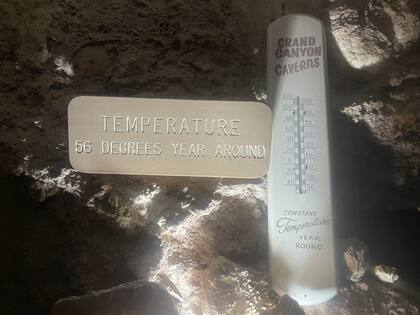 TEMPERATURE
56 DEGREES YEAR AROUND
GRAND CANYON
CAVERNS
CONSTANT
Temperature
YEAR
ROUND